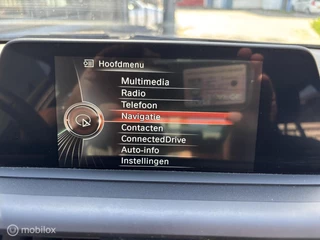 Hoofdmenu
Multimedia
Radio
Telefoon
Navigatie
Contacten
ConnectedDrive
Auto-info
Instellingen
mobilox